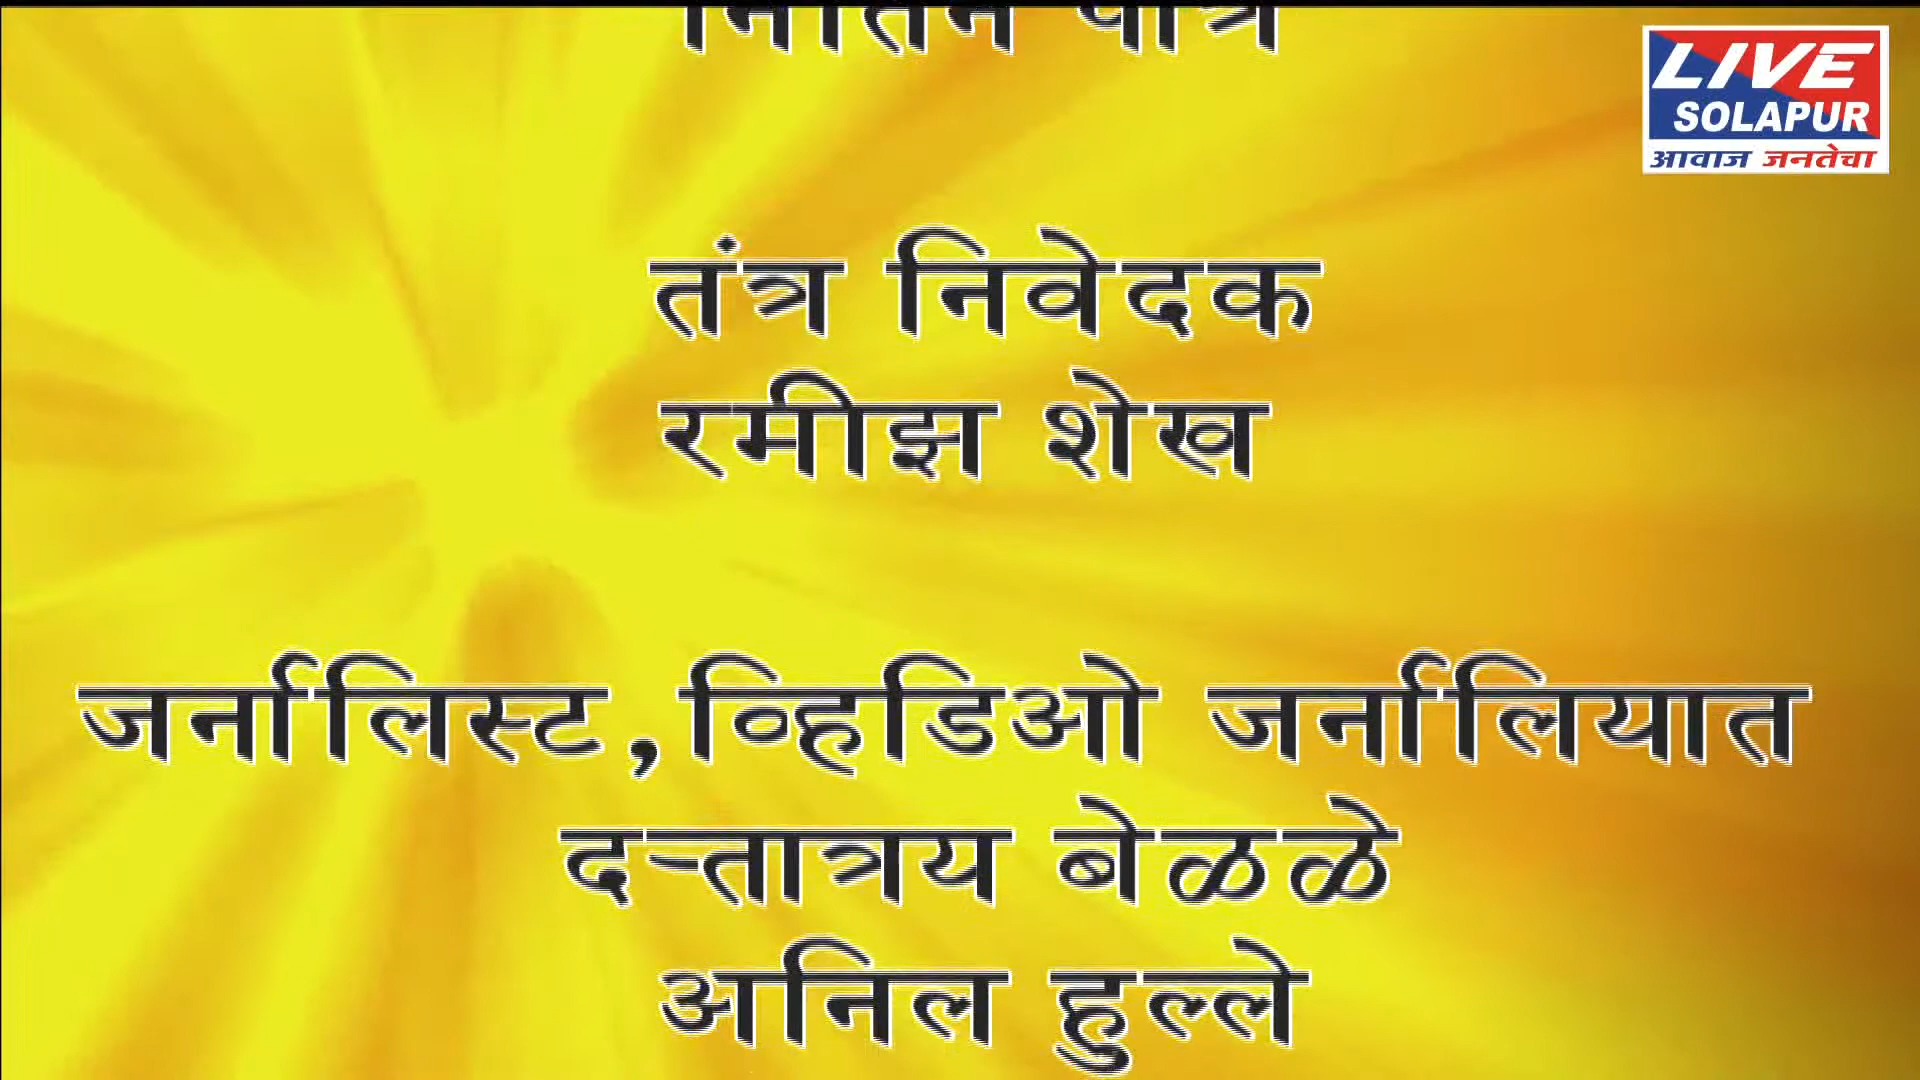 LIVE
SOLAPUR
आवाज जनतेचा
तंत्र निवेदक
रमीझ शेख
जर्नालिस्ट,व्हिडिओ जर्नालियात
दत्तात्रय बेळळे
अनिल हुल्ले